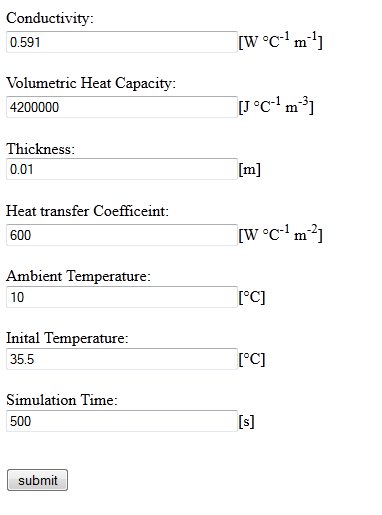 Conductivity:
0.591 [W °C⁻¹ m⁻¹]
Volumetric Heat Capacity:
4200000 [J °C⁻¹ m⁻³]
Thickness:
0.01 [m]
Heat transfer Coefficeint:
600 [W °C⁻¹ m⁻²]
Ambient Temperature:
10 [°C]
Inital Temperature:
35.5 [°C]
Simulation Time:
500 [s]
submit